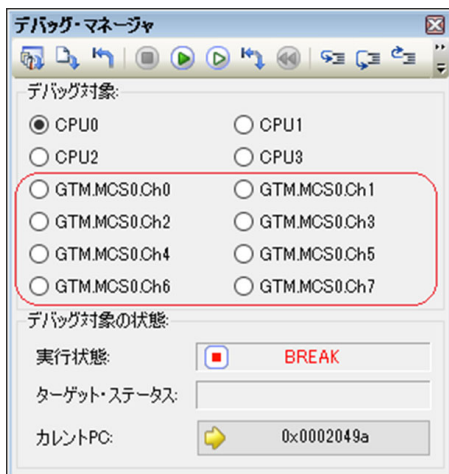 デバッグ・マネージャ
デバッグ対象:
CPU0 CPU1
CPU2 CPU3
GTM.MCS0.Ch0 GTM.MCS0.Ch1
GTM.MCS0.Ch2 GTM.MCS0.Ch3
GTM.MCS0.Ch4 GTM.MCS0.Ch5
GTM.MCS0.Ch6 GTM.MCS0.Ch7
デバッグ対象の状態:
実行状態: BREAK
ターゲット・ステータス:
カレントPC: 0x0002049a